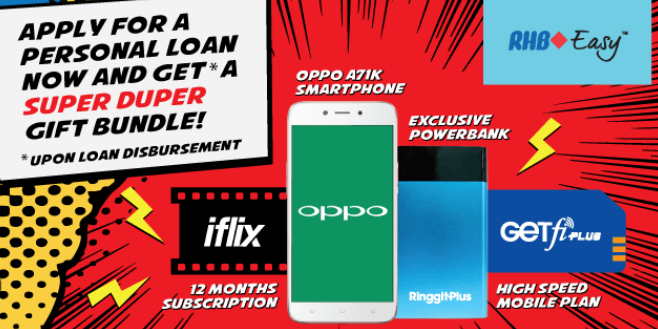 APPLY FOR A
PERSONAL LOAN
NOW AND GET* A
SUPER DUPER
GIFT BUNDLE!
*UPON LOAN DISBURSEMENT
RHB Easy™
OPPO A71K
SMARTPHONE
EXCLUSIVE
POWERBANK
iflix
oppo
GETfi PLUS
RinggitPlus
12 MONTHS
SUBSCRIPTION
HIGH SPEED
MOBILE PLAN